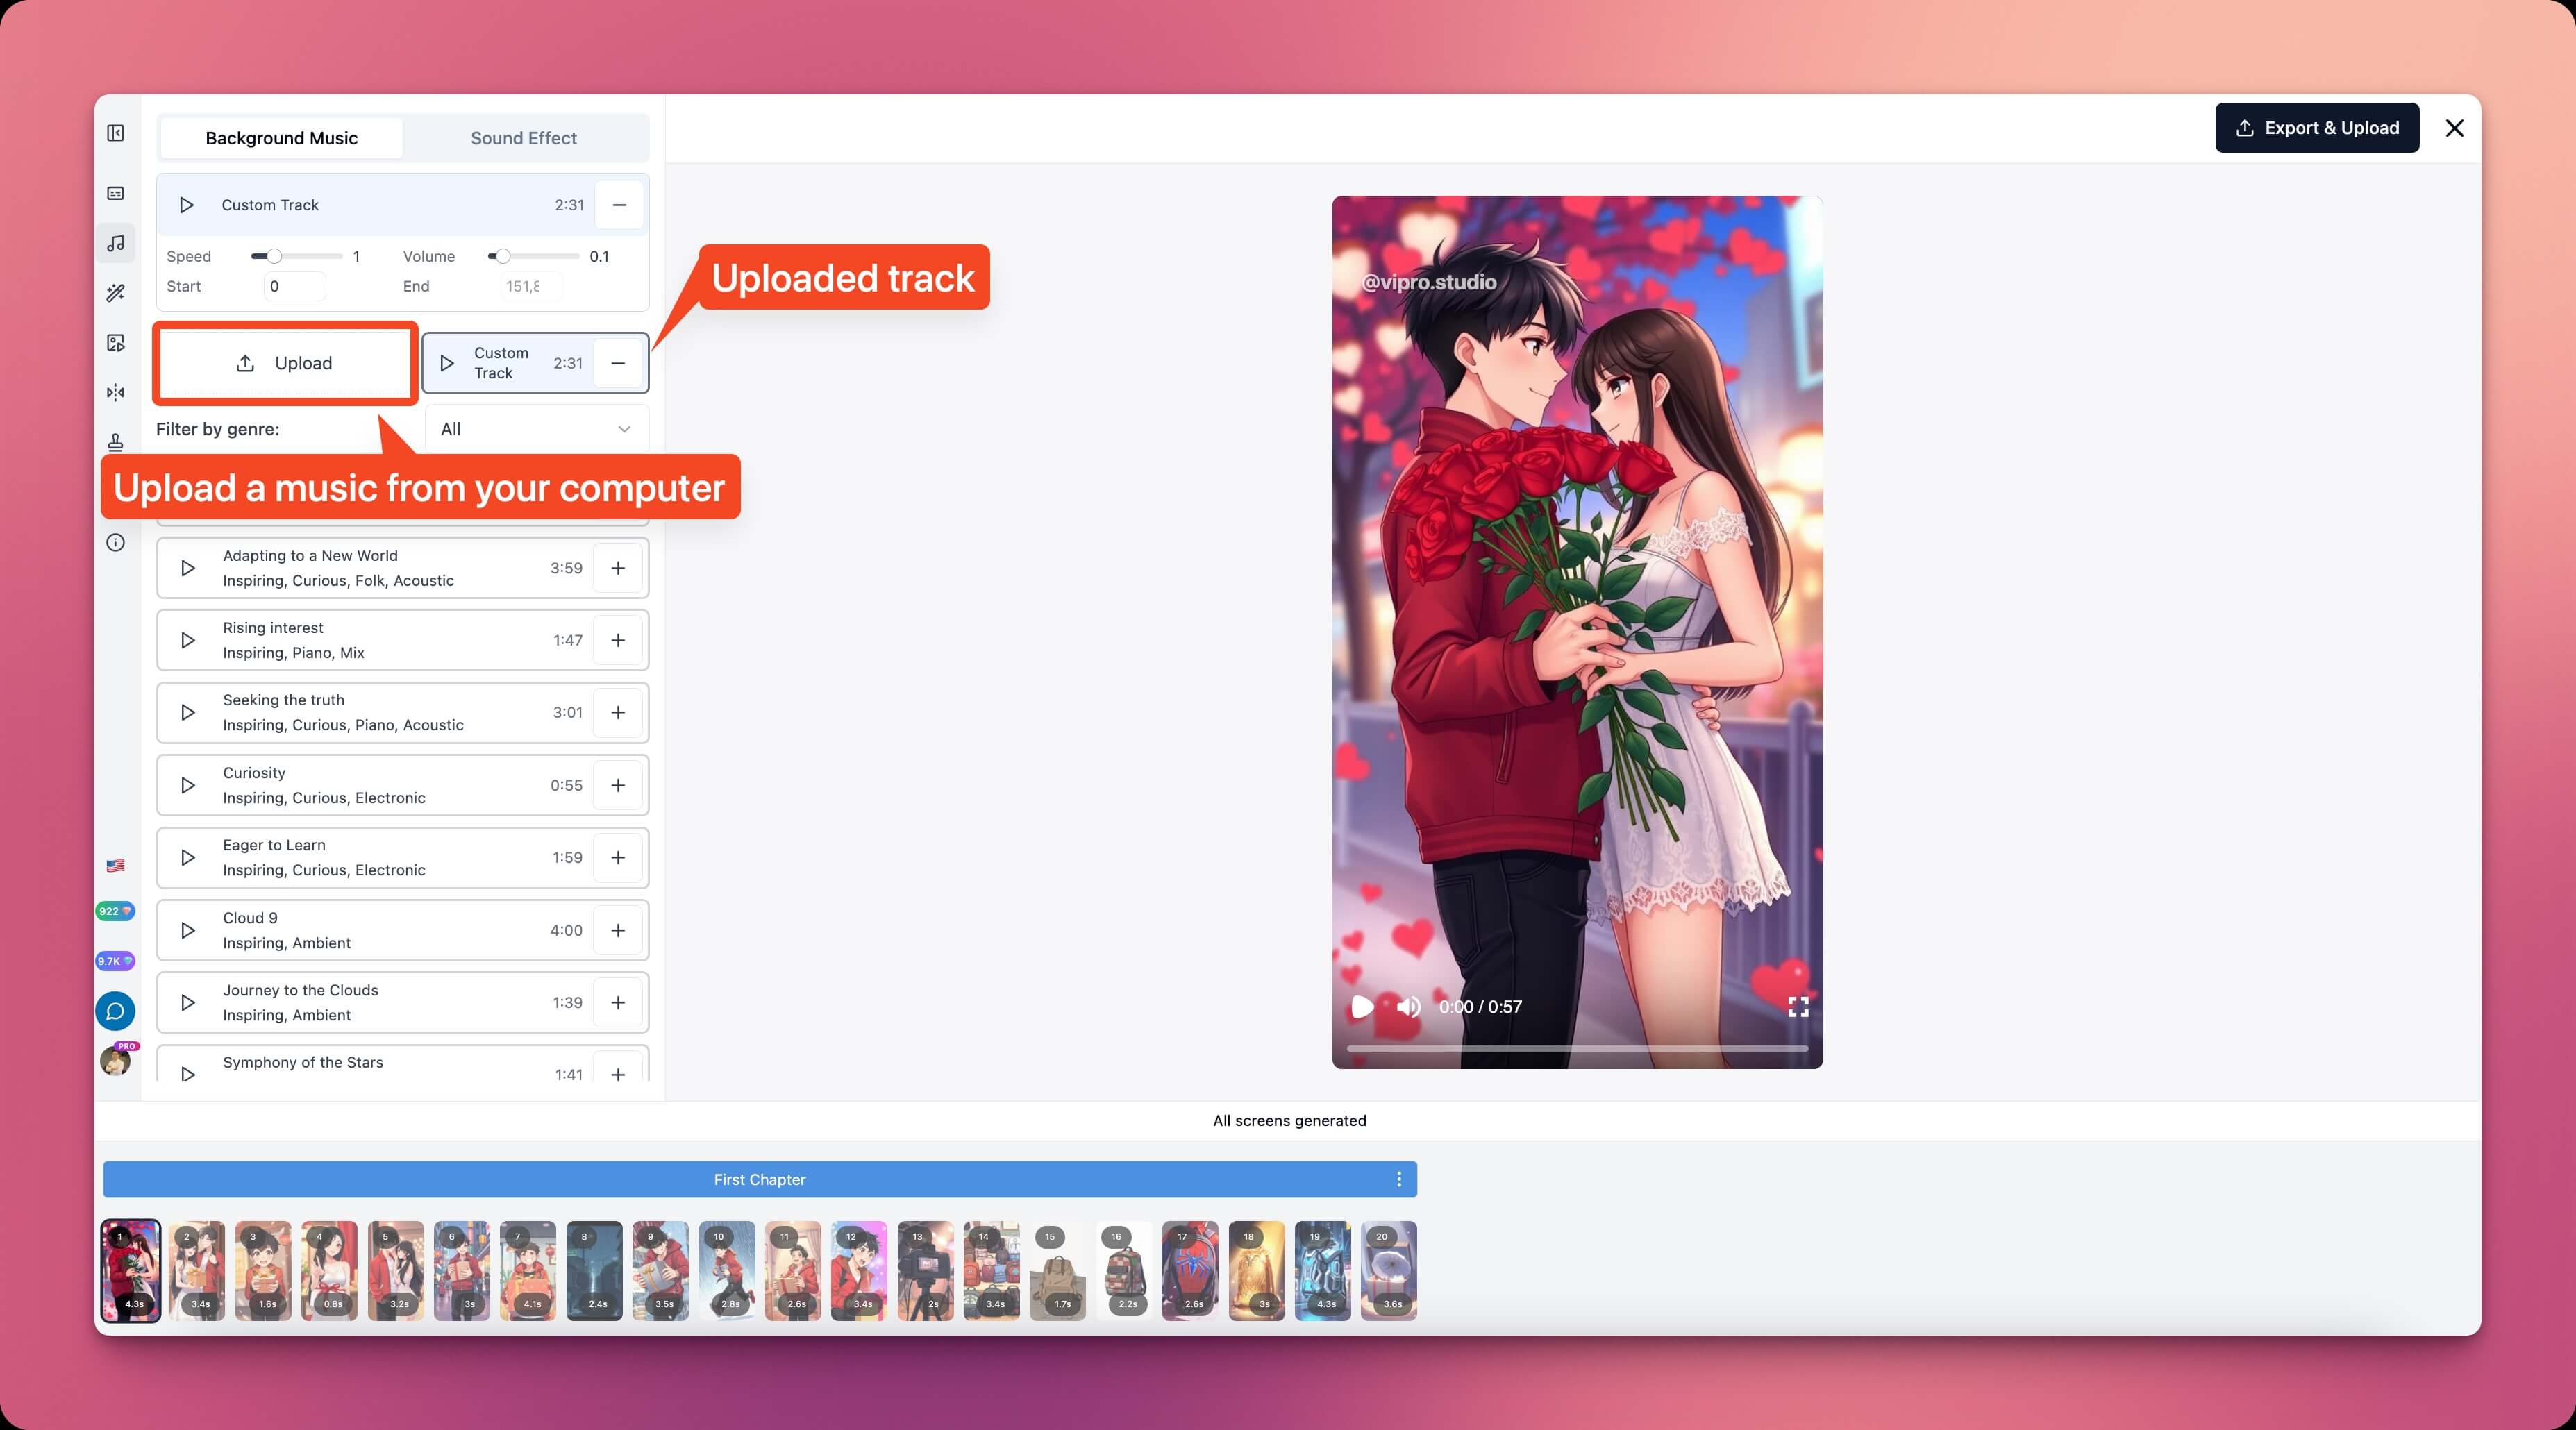 Background Music
Sound Effect
Export & Upload
Custom Track
2:31
Speed
1
Volume
0.1
Start
0
End
151,8
Uploaded track
Upload
Custom
Track
2:31
Filter by genre:
All
Upload a music from your computer
Adapting to a New World
Inspiring, Curious, Folk, Acoustic
3:59
Rising interest
Inspiring, Piano, Mix
1:47
Seeking the truth
Inspiring, Curious, Piano, Acoustic
3:01
Curiosity
Inspiring, Curious, Electronic
0:55
Eager to Learn
Inspiring, Curious, Electronic
1:59
Cloud 9
Inspiring, Ambient
4:00
Journey to the Clouds
Inspiring, Ambient
1:39
Symphony of the Stars
1:41
922
9.7K
PRO
@vipro.studio
0:00 / 0:57
All screens generated
First Chapter
1 2 3 4 5 6 7 8 9 10 11 12 13 14 15 16 17 18 19 20
4.3s 3.4s 1.6s 0.8s 3.2s 3s 4.1s 2.4s 3.5s 2.8s 2.6s 3.4s 2s 3.4s 1.7s 2.2s 2.6s 3s 4.3s 3.6s